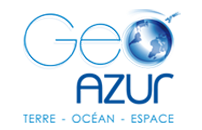 Geo
AZUR
TERRE - OCÉAN - ESPACE